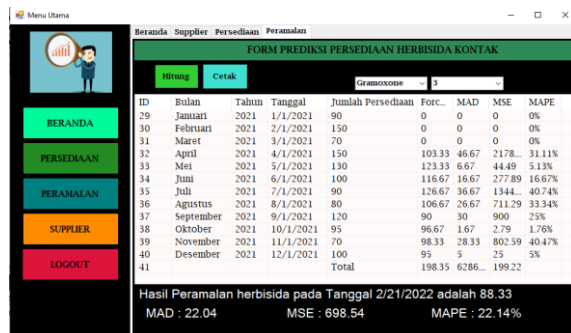 Menu Utama
Beranda Supplier Persediaan Peramalan
FORM PREDIKSI PERSEDIAAN HERBISIDA KONTAK
Hitung Cetak
Gramoxone 3
ID Bulan Tahun Tanggal Jumlah Persediaan Forc... MAD MSE MAPE
29 Januari 2021 1/1/2021 90 0 0 0 0%
30 Februari 2021 2/1/2021 150 0 0 0 0%
31 Maret 2021 3/1/2021 70 0 0 0 0%
32 April 2021 4/1/2021 150 103.33 46.67 2178... 31.11%
33 Mei 2021 5/1/2021 130 123.33 6.67 44.49 5.13%
34 Juni 2021 6/1/2021 100 116.67 16.67 277.89 16.67%
35 Juli 2021 7/1/2021 90 126.67 36.67 1344... 40.74%
36 Agustus 2021 8/1/2021 80 106.67 26.67 711.29 33.34%
37 September 2021 9/1/2021 120 90 30 900 25%
38 Oktober 2021 10/1/2021 95 96.67 1.67 2.79 1.76%
39 November 2021 11/1/2021 70 98.33 28.33 802.59 40.47%
40 Desember 2021 12/1/2021 100 95 5 25 5%
41 Total 198.35 6286... 199.22
BERANDA
PERSEDIAAN
PERAMALAN
SUPPLIER
LOGOUT
Hasil Peramalan herbisida pada Tanggal 2/21/2022 adalah 88.33
MAD : 22.04 MSE : 698.54 MAPE : 22.14%